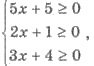 5x + 5 ≥ 0
2x + 1 ≥ 0 ,
3x + 4 ≥ 0